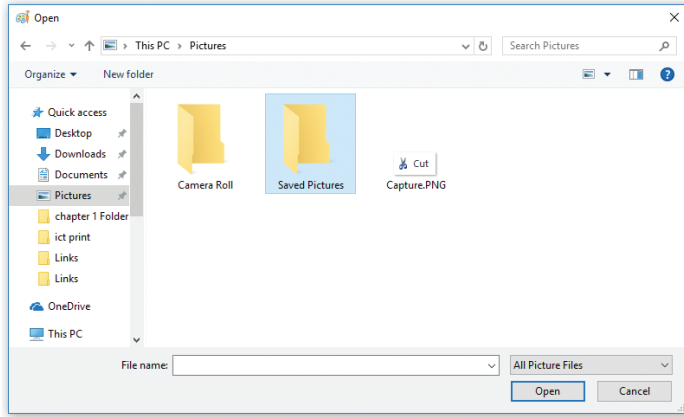 Open
This PC > Pictures
Search Pictures
Organize
New folder
Quick access
Desktop
Downloads
Documents
Pictures
chapter 1 Folder
ict print
Links
Links
OneDrive
This PC
Camera Roll
Saved Pictures
Cut
Capture.PNG
File name:
All Picture Files
Open
Cancel